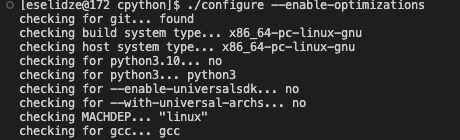 [eselidze@172 cpython]$ ./configure --enable-optimizations
checking for git... found
checking build system type... x86_64-pc-linux-gnu
checking host system type... x86_64-pc-linux-gnu
checking for python3.10... no
checking for python3... python3
checking for --enable-universalsdk... no
checking for --with-universal-archs... no
checking MACHDEP... "linux"
checking for gcc... gcc